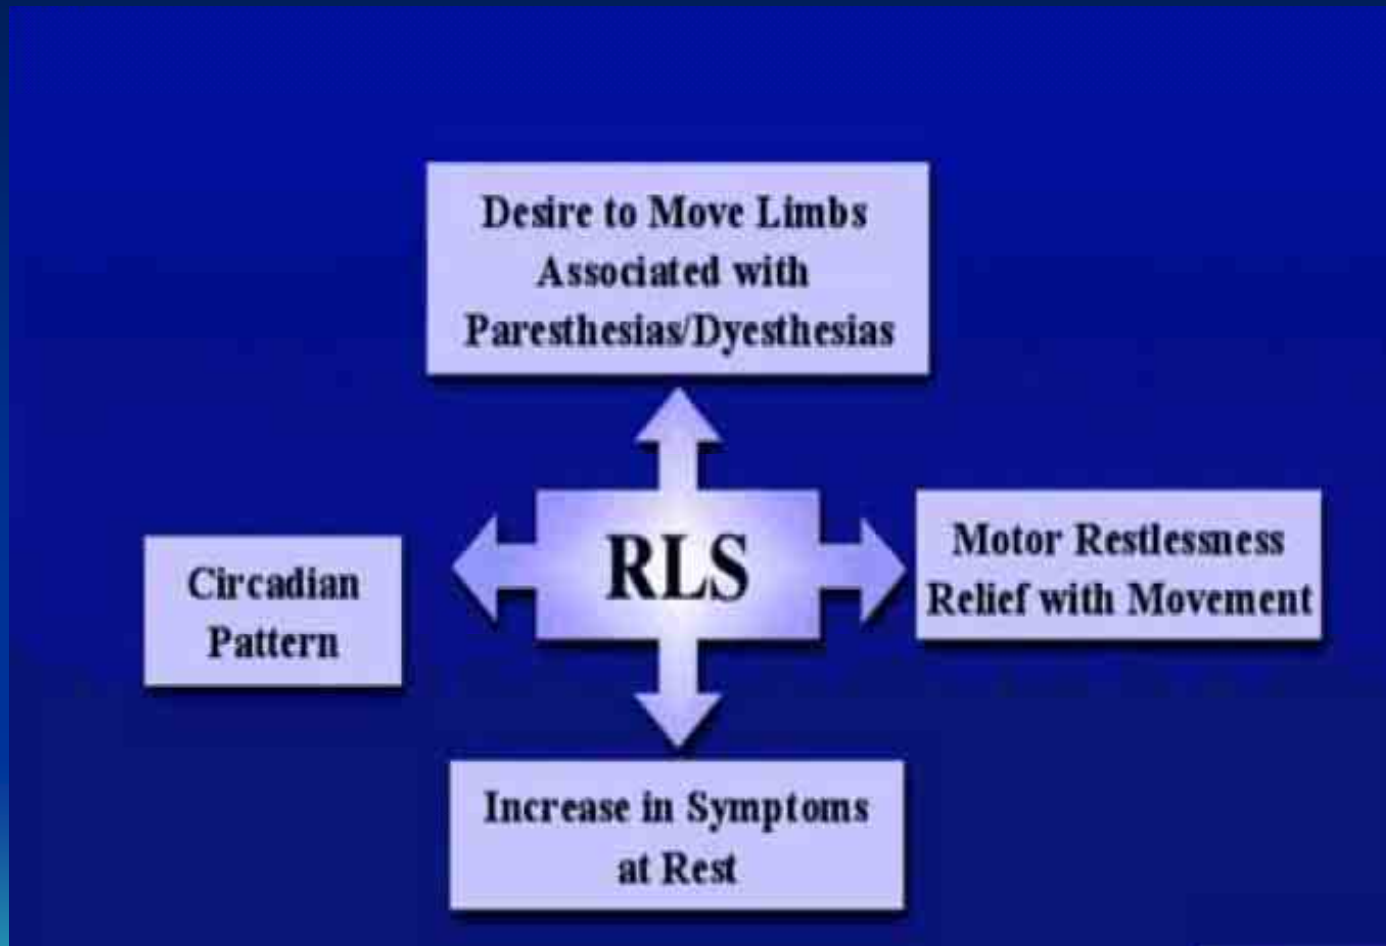 Desire to Move Limbs
Associated with
Paresthesias/Dyesthesias
Circadian
Pattern
RLS
Motor Restlessness
Relief with Movement
Increase in Symptoms
at Rest